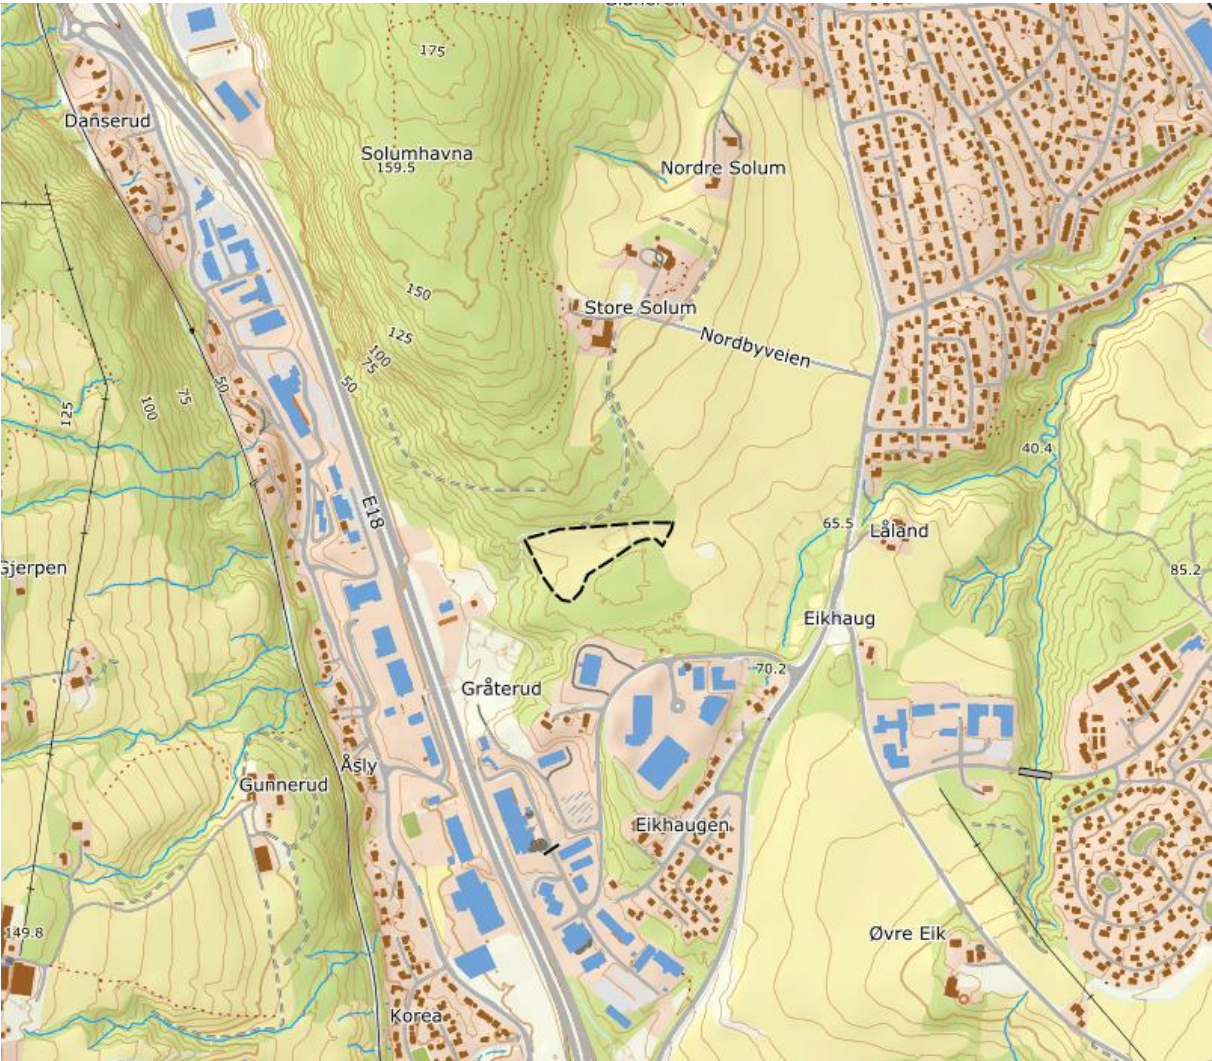 175
Danserud
Solumhavna
159.5
Nordre Solum
150
Store Solum
125
Nordbyveien
100
75
50
50
75
100
125
40.4
E18
65.5
Låland
Gjerpen
85.2
Eikhaug
70.2
Gråterud
Åsly
Gunnerud
Eikhaugen
149.8
Øvre Eik
Korea